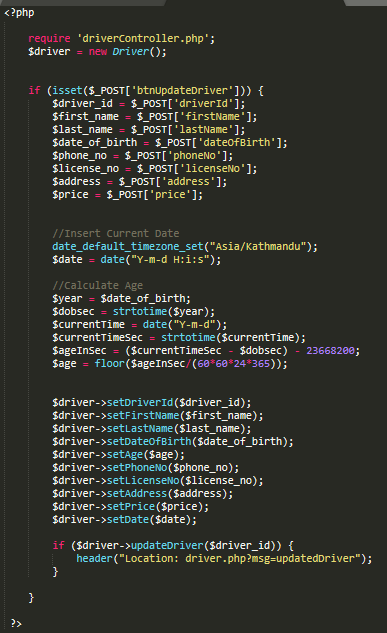 <?php
require 'driverController.php';
$driver = new Driver();
if (isset($_POST['btnUpdateDriver'])) {
$driver_id = $_POST['driverId'];
$first_name = $_POST['firstName'];
$last_name = $_POST['lastName'];
$date_of_birth = $_POST['dateOfBirth'];
$phone_no = $_POST['phoneNo'];
$license_no = $_POST['licenseNo'];
$address = $_POST['address'];
$price = $_POST['price'];
//Insert Current Date
date_default_timezone_set("Asia/Kathmandu");
$date = date("Y-m-d H:i:s");
//Calculate Age
$year = $date_of_birth;
$dobsec = strtotime($year);
$currentTime = date("Y-m-d");
$currentTimeSec = strtotime($currentTime);
$ageInSec = ($currentTimeSec - $dobsec) - 23668200;
$age = floor($ageInSec/(60*60*24*365));
$driver->setDriverId($driver_id);
$driver->setFirstName($first_name);
$driver->setLastName($last_name);
$driver->setDateOfBirth($date_of_birth);
$driver->setAge($age);
$driver->setPhoneNo($phone_no);
$driver->setLicenseNo($license_no);
$driver->setAddress($address);
$driver->setPrice($price);
$driver->setDate($date);
if ($driver->updateDriver($driver_id)) {
header("Location: driver.php?msg=updatedDriver");
}
}
?>